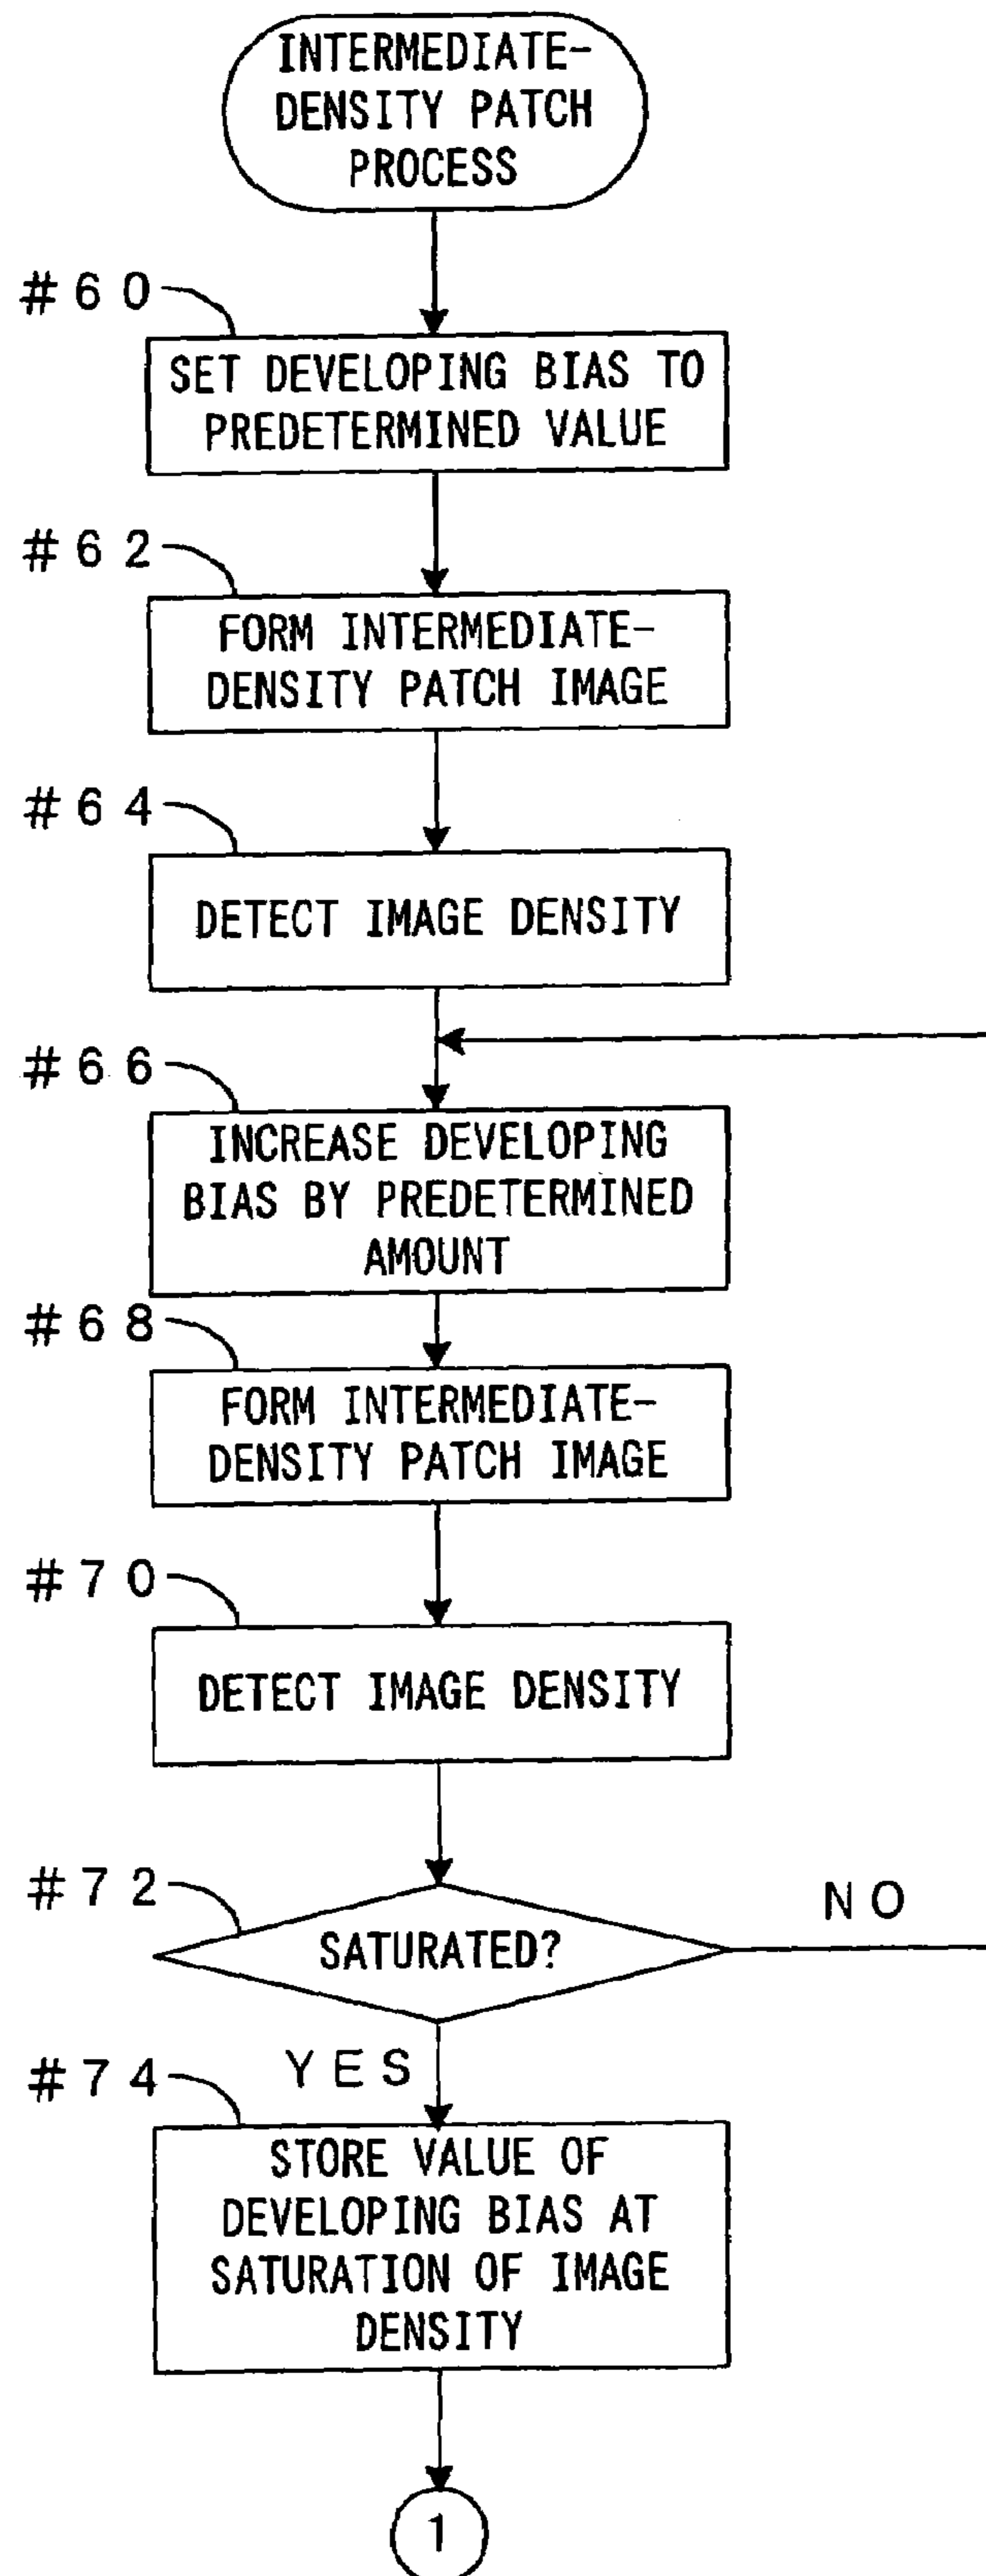 INTERMEDIATE-
DENSITY PATCH
PROCESS
#60
SET DEVELOPING BIAS TO
PREDETERMINED VALUE
#62
FORM INTERMEDIATE-
DENSITY PATCH IMAGE
#64
DETECT IMAGE DENSITY
#66
INCREASE DEVELOPING
BIAS BY PREDETERMINED
AMOUNT
#68
FORM INTERMEDIATE-
DENSITY PATCH IMAGE
#70
DETECT IMAGE DENSITY
#72
SATURATED?
NO
YES
#74
STORE VALUE OF
DEVELOPING BIAS AT
SATURATION OF IMAGE
DENSITY
1